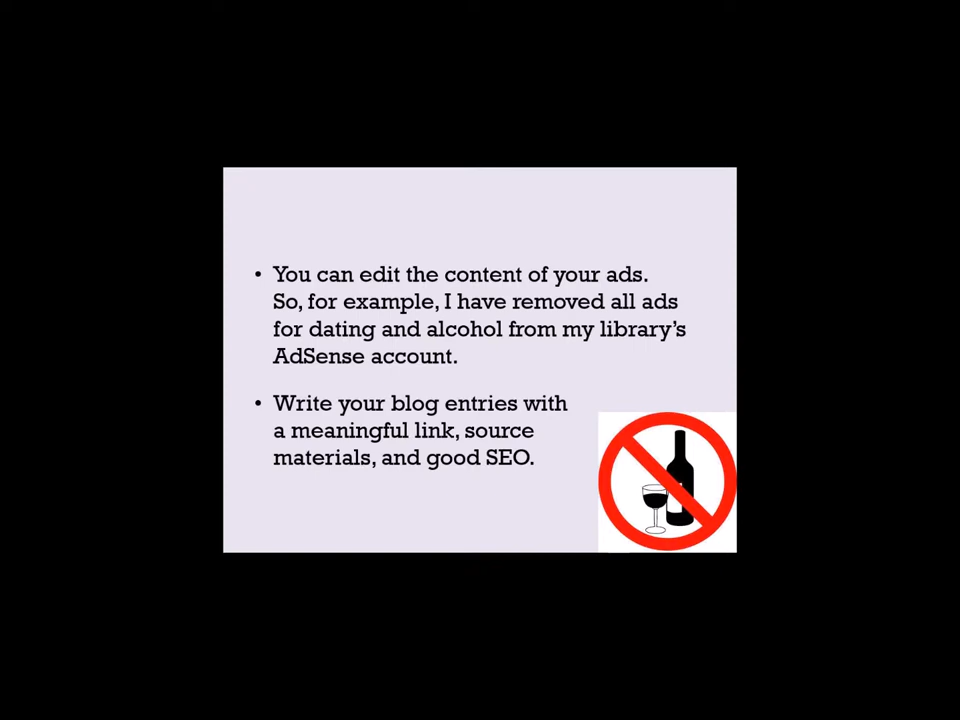 • You can edit the content of your ads.
So, for example, I have removed all ads
for dating and alcohol from my library’s
AdSense account.
• Write your blog entries with
a meaningful link, source
materials, and good SEO.